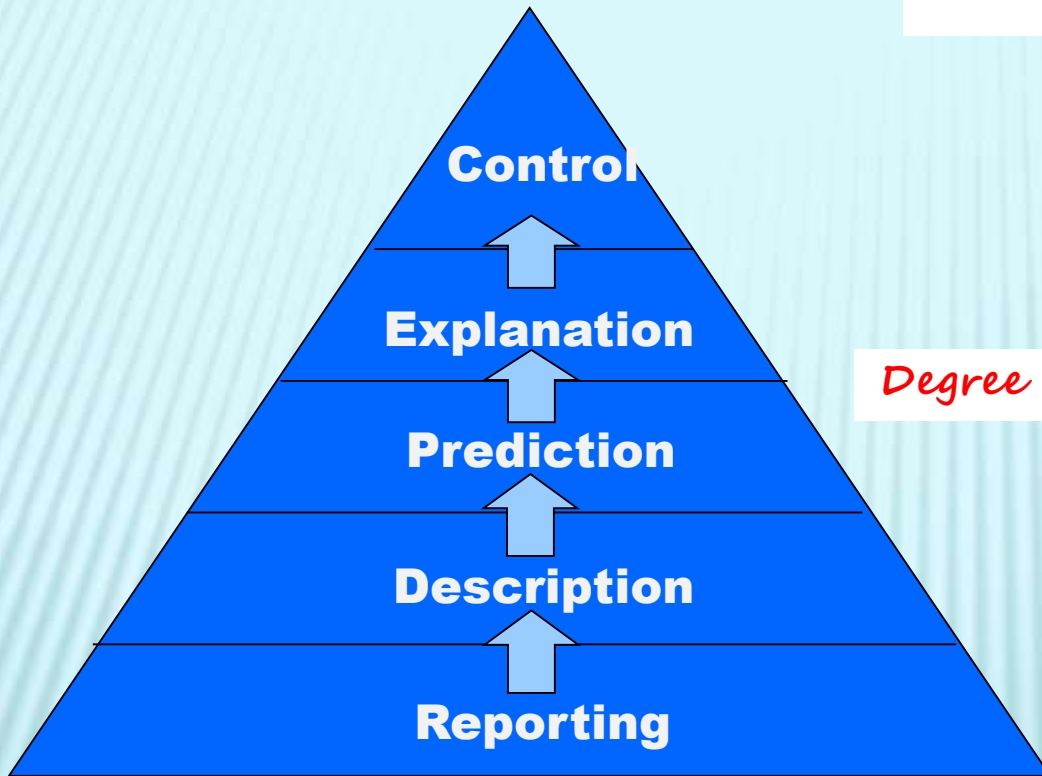 Control
Explanation
Degree
Prediction
Description
Reporting